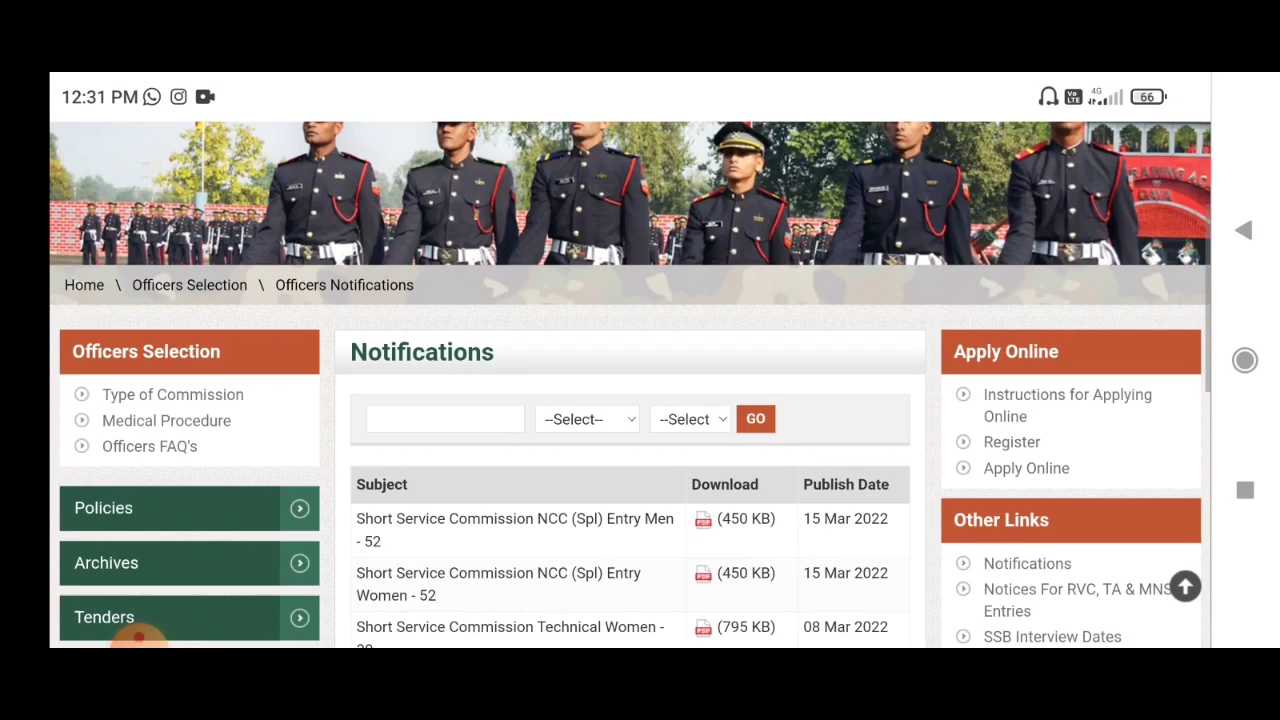 12:31 PM
4G
Vo
LTE
66
Home \ Officers Selection \ Officers Notifications
Officers Selection
Type of Commission
Medical Procedure
Officers FAQ's
Policies
Archives
Tenders
Notifications
--Select--
--Select
GO
Subject Download Publish Date
Short Service Commission NCC (Spl) Entry Men (450 KB) 15 Mar 2022
- 52
Short Service Commission NCC (Spl) Entry (450 KB) 15 Mar 2022
Women - 52
Short Service Commission Technical Women - (795 KB) 08 Mar 2022
Apply Online
Instructions for Applying
Online
Register
Apply Online
Other Links
Notifications
Notices For RVC, TA & MNS
Entries
SSB Interview Dates